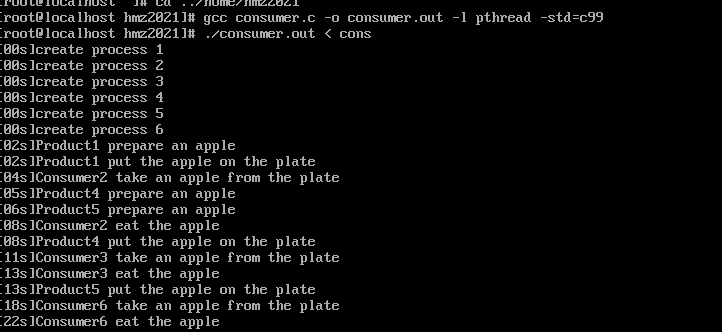 [root@localhost ~]# cd ../home/hmz2021
[root@localhost hmz2021]# gcc consumer.c -o consumer.out -l pthread -std=c99
[root@localhost hmz2021]# ./consumer.out < cons
[00s]create process 1
[00s]create process 2
[00s]create process 3
[00s]create process 4
[00s]create process 5
[00s]create process 6
[02s]Product1 prepare an apple
[02s]Product1 put the apple on the plate
[04s]Consumer2 take an apple from the plate
[05s]Product4 prepare an apple
[06s]Product5 prepare an apple
[08s]Consumer2 eat the apple
[08s]Product4 put the apple on the plate
[11s]Consumer3 take an apple from the plate
[13s]Consumer3 eat the apple
[13s]Product5 put the apple on the plate
[18s]Consumer6 take an apple from the plate
[22s]Consumer6 eat the apple